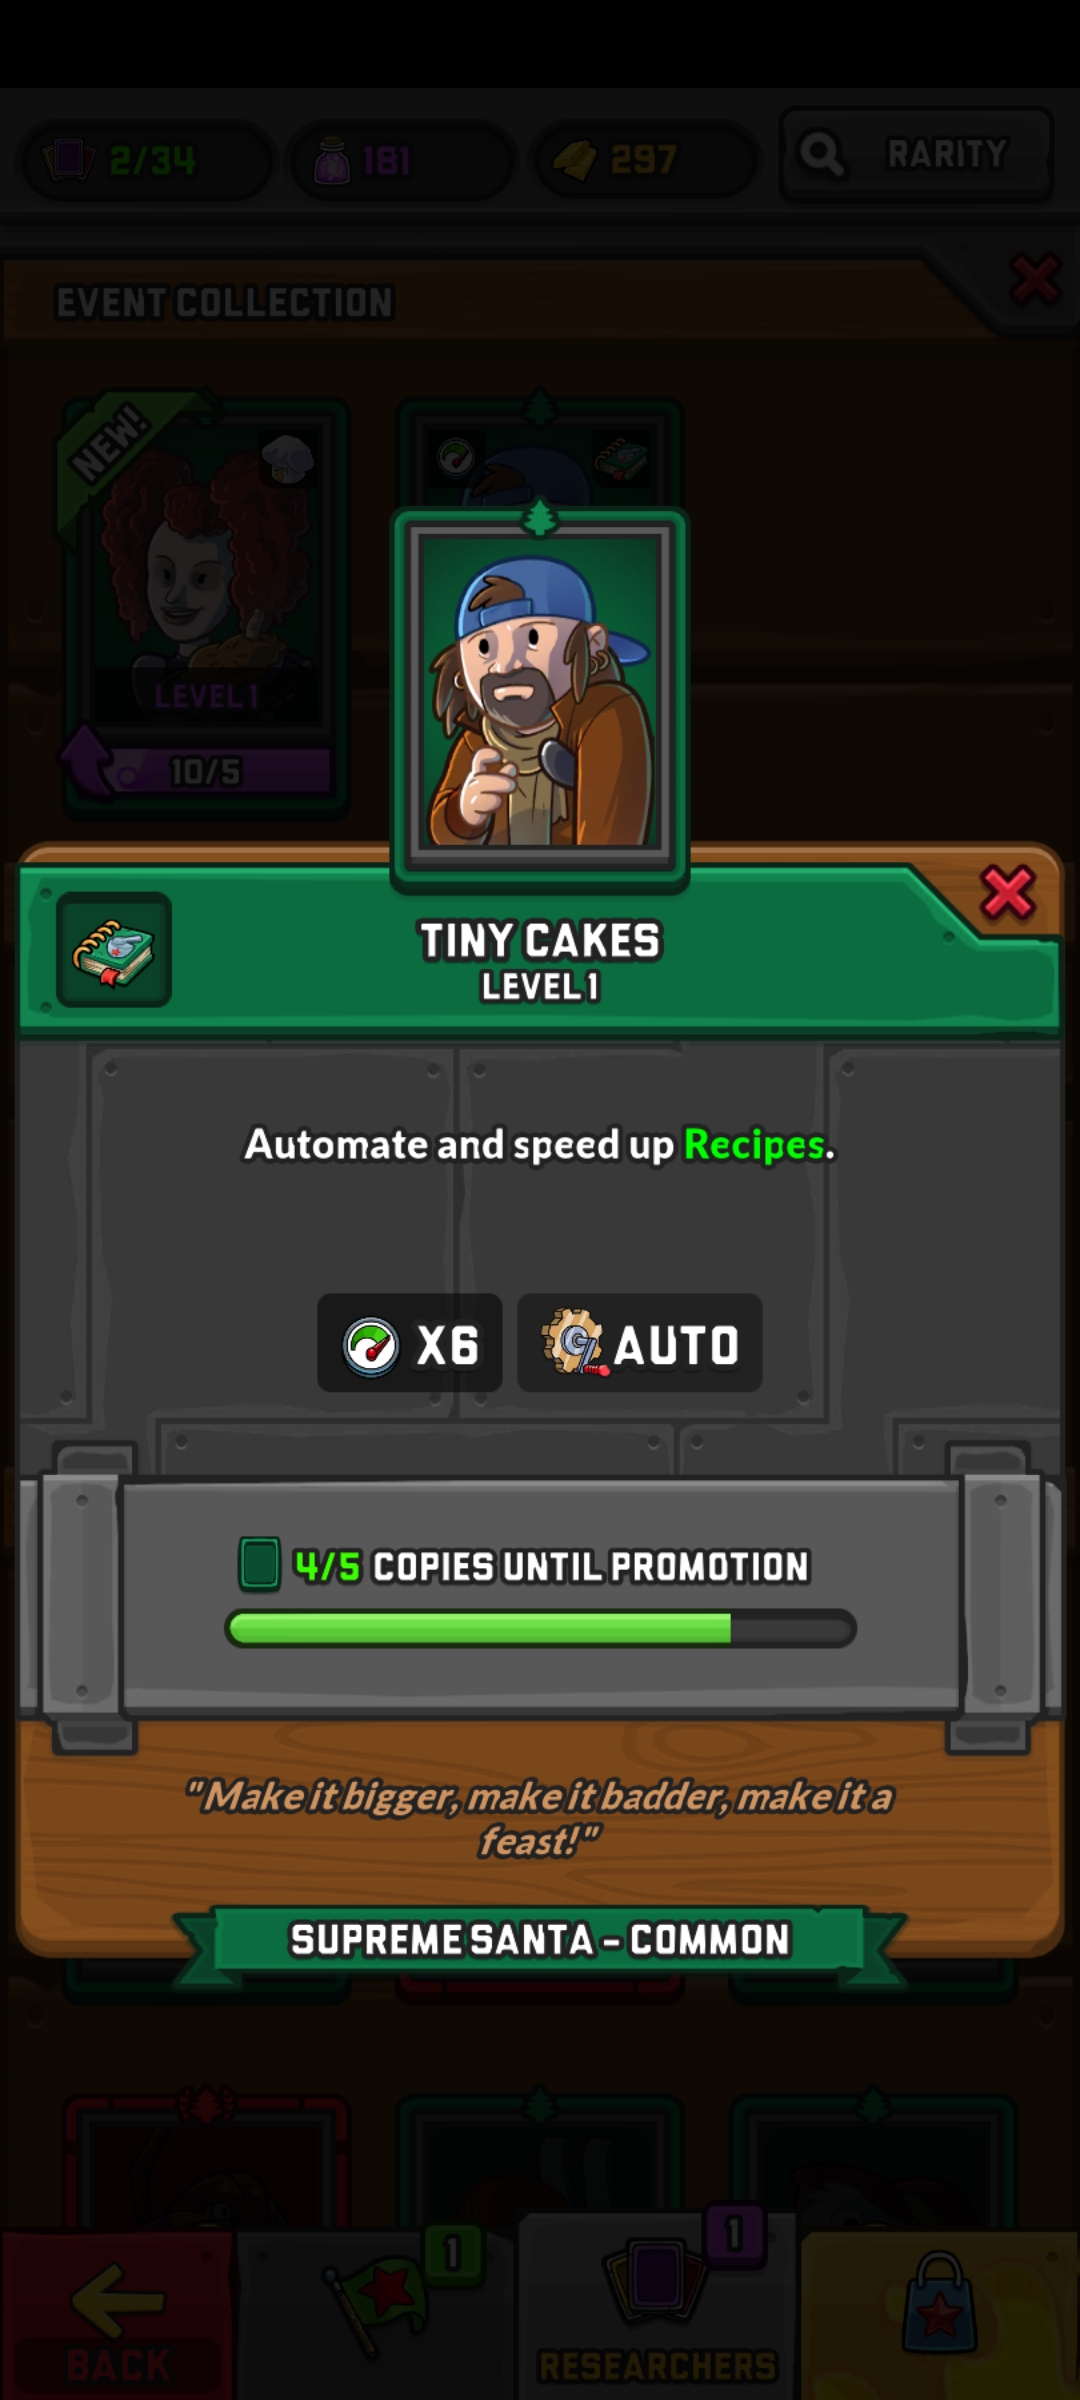 2/34
181
297
RARITY
EVENT COLLECTION
NEW!
LEVEL 1
10/5
TINY CAKES
LEVEL 1
Automate and speed up Recipes.
X6
AUTO
4/5 COPIES UNTIL PROMOTION
"Make it bigger, make it badder, make it a
feast!"
SUPREME SANTA - COMMON
1
1
BACK
RESEARCHERS